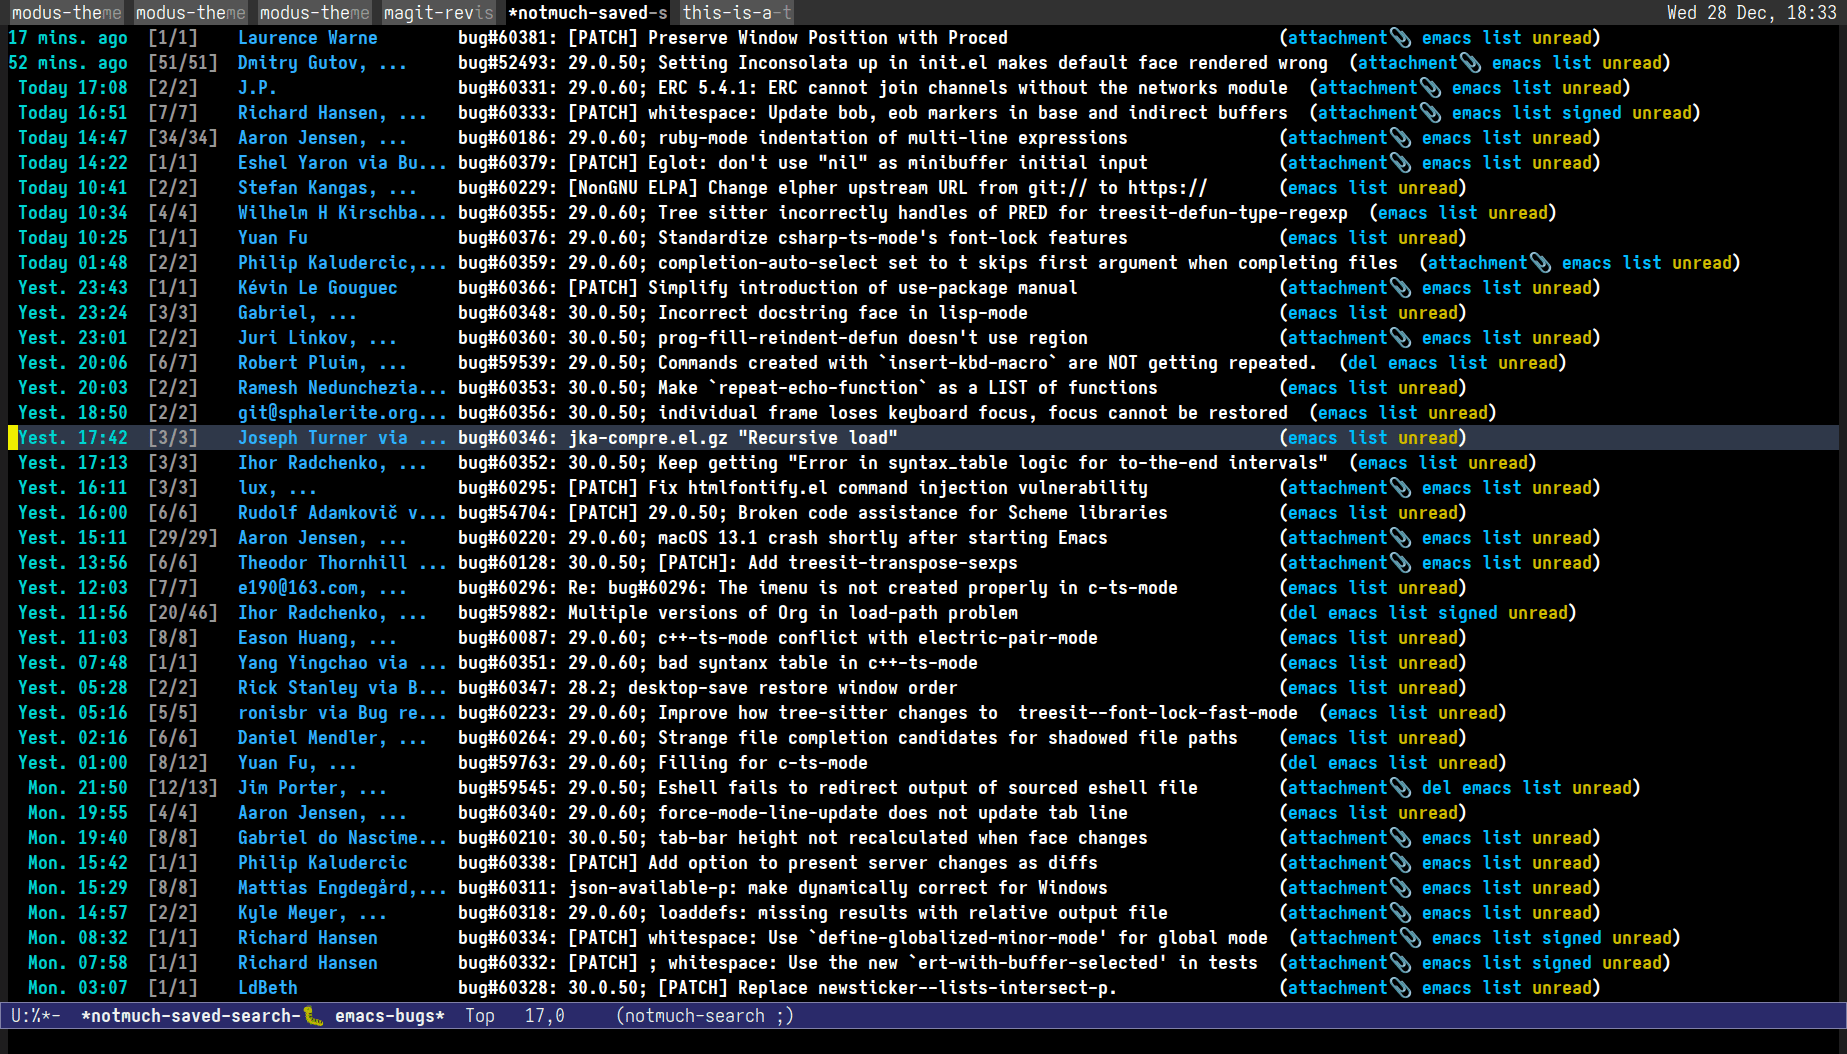 modus-theme modus-theme modus-theme magit-revis *notmuch-saved-s this-is-a-t Wed 28 Dec, 18:33
17 mins. ago [1/1] Laurence Warne bug#60381: [PATCH] Preserve Window Position with Proced (attachment📎 emacs list unread)
52 mins. ago [51/51] Dmitry Gutov, ... bug#52493: 29.0.50; Setting Inconsolata up in init.el makes default face rendered wrong (attachment📎 emacs list unread)
Today 17:08 [2/2] J.P. bug#60331: 29.0.60; ERC 5.4.1: ERC cannot join channels without the networks module (attachment📎 emacs list unread)
Today 16:51 [7/7] Richard Hansen, ... bug#60333: [PATCH] whitespace: Update bob, eob markers in base and indirect buffers (attachment📎 emacs list signed unread)
Today 14:47 [34/34] Aaron Jensen, ... bug#60186: 29.0.60; ruby-mode indentation of multi-line expressions (attachment📎 emacs list unread)
Today 14:22 [1/1] Eshel Yaron via Bu... bug#60379: [PATCH] Eglot: don't use "nil" as minibuffer initial input (attachment📎 emacs list unread)
Today 10:41 [2/2] Stefan Kangas, ... bug#60229: [NonGNU ELPA] Change elpher upstream URL from git:// to https:// (emacs list unread)
Today 10:34 [4/4] Wilhelm H Kirschba... bug#60355: 29.0.60; Tree sitter incorrectly handles of PRED for treesit-defun-type-regexp (emacs list unread)
Today 10:25 [1/1] Yuan Fu bug#60376: 29.0.60; Standardize csharp-ts-mode's font-lock features (emacs list unread)
Today 01:48 [2/2] Philip Kaludercic,... bug#60359: 29.0.60; completion-auto-select set to t skips first argument when completing files (attachment📎 emacs list unread)
Yest. 23:43 [1/1] Kévin Le Gouguec bug#60366: [PATCH] Simplify introduction of use-package manual (attachment📎 emacs list unread)
Yest. 23:24 [3/3] Gabriel, ... bug#60348: 30.0.50; Incorrect docstring face in lisp-mode (emacs list unread)
Yest. 23:01 [2/2] Juri Linkov, ... bug#60360: 30.0.50; prog-fill-reindent-defun doesn't use region (attachment📎 emacs list unread)
Yest. 20:06 [6/7] Robert Pluim, ... bug#59539: 29.0.50; Commands created with `insert-kbd-macro` are NOT getting repeated. (del emacs list unread)
Yest. 20:03 [2/2] Ramesh Nedunchezia... bug#60353: 30.0.50; Make `repeat-echo-function` as a LIST of functions (emacs list unread)
Yest. 18:50 [2/2] git@sphalerite.org... bug#60356: 30.0.50; individual frame loses keyboard focus, focus cannot be restored (emacs list unread)
Yest. 17:42 [3/3] Joseph Turner via ... bug#60346: jka-compre.el.gz "Recursive load" (emacs list unread)
Yest. 17:13 [3/3] Ihor Radchenko, ... bug#60352: 30.0.50; Keep getting "Error in syntax_table logic for to-the-end intervals" (emacs list unread)
Yest. 16:11 [3/3] lux, ... bug#60295: [PATCH] Fix htmlfontify.el command injection vulnerability (attachment📎 emacs list unread)
Yest. 16:00 [6/6] Rudolf Adamkovič v... bug#54704: [PATCH] 29.0.50; Broken code assistance for Scheme libraries (emacs list unread)
Yest. 15:11 [29/29] Aaron Jensen, ... bug#60220: 29.0.60; macOS 13.1 crash shortly after starting Emacs (attachment📎 emacs list unread)
Yest. 13:56 [6/6] Theodor Thornhill ... bug#60128: 30.0.50; [PATCH]: Add treesit-transpose-sexps (attachment📎 emacs list unread)
Yest. 12:03 [7/7] e190@163.com, ... bug#60296: Re: bug#60296: The imenu is not created properly in c-ts-mode (emacs list unread)
Yest. 11:56 [20/46] Ihor Radchenko, ... bug#59882: Multiple versions of Org in load-path problem (del emacs list signed unread)
Yest. 11:03 [8/8] Eason Huang, ... bug#60087: 29.0.60; c++-ts-mode conflict with electric-pair-mode (emacs list unread)
Yest. 07:48 [1/1] Yang Yingchao via ... bug#60351: 29.0.60; bad syntanx table in c++-ts-mode (emacs list unread)
Yest. 05:28 [2/2] Rick Stanley via B... bug#60347: 28.2; desktop-save restore window order (emacs list unread)
Yest. 05:16 [5/5] ronisbr via Bug re... bug#60223: 29.0.60; Improve how tree-sitter changes to  treesit--font-lock-fast-mode (emacs list unread)
Yest. 02:16 [6/6] Daniel Mendler, ... bug#60264: 29.0.60; Strange file completion candidates for shadowed file paths (emacs list unread)
Yest. 01:00 [8/12] Yuan Fu, ... bug#59763: 29.0.60; Filling for c-ts-mode (del emacs list unread)
Mon. 21:50 [12/13] Jim Porter, ... bug#59545: 29.0.50; Eshell fails to redirect output of sourced eshell file (attachment📎 del emacs list unread)
Mon. 19:55 [4/4] Aaron Jensen, ... bug#60340: 29.0.60; force-mode-line-update does not update tab line (emacs list unread)
Mon. 19:40 [8/8] Gabriel do Nascime... bug#60210: 30.0.50; tab-bar height not recalculated when face changes (attachment📎 emacs list unread)
Mon. 15:42 [1/1] Philip Kaludercic bug#60338: [PATCH] Add option to present server changes as diffs (attachment📎 emacs list unread)
Mon. 15:29 [8/8] Mattias Engdegård,... bug#60311: json-available-p: make dynamically correct for Windows (attachment📎 emacs list unread)
Mon. 14:57 [2/2] Kyle Meyer, ... bug#60318: 29.0.60; loaddefs: missing results with relative output file (attachment📎 emacs list unread)
Mon. 08:32 [1/1] Richard Hansen bug#60334: [PATCH] whitespace: Use `define-globalized-minor-mode' for global mode (attachment📎 emacs list signed unread)
Mon. 07:58 [1/1] Richard Hansen bug#60332: [PATCH] ; whitespace: Use the new `ert-with-buffer-selected' in tests (attachment📎 emacs list signed unread)
Mon. 03:07 [1/1] LdBeth bug#60328: 30.0.50; [PATCH] Replace newsticker--lists-intersect-p. (attachment📎 emacs list unread)
U:%*- *notmuch-saved-search-🐛 emacs-bugs* Top 17,0 (notmuch-search ;)